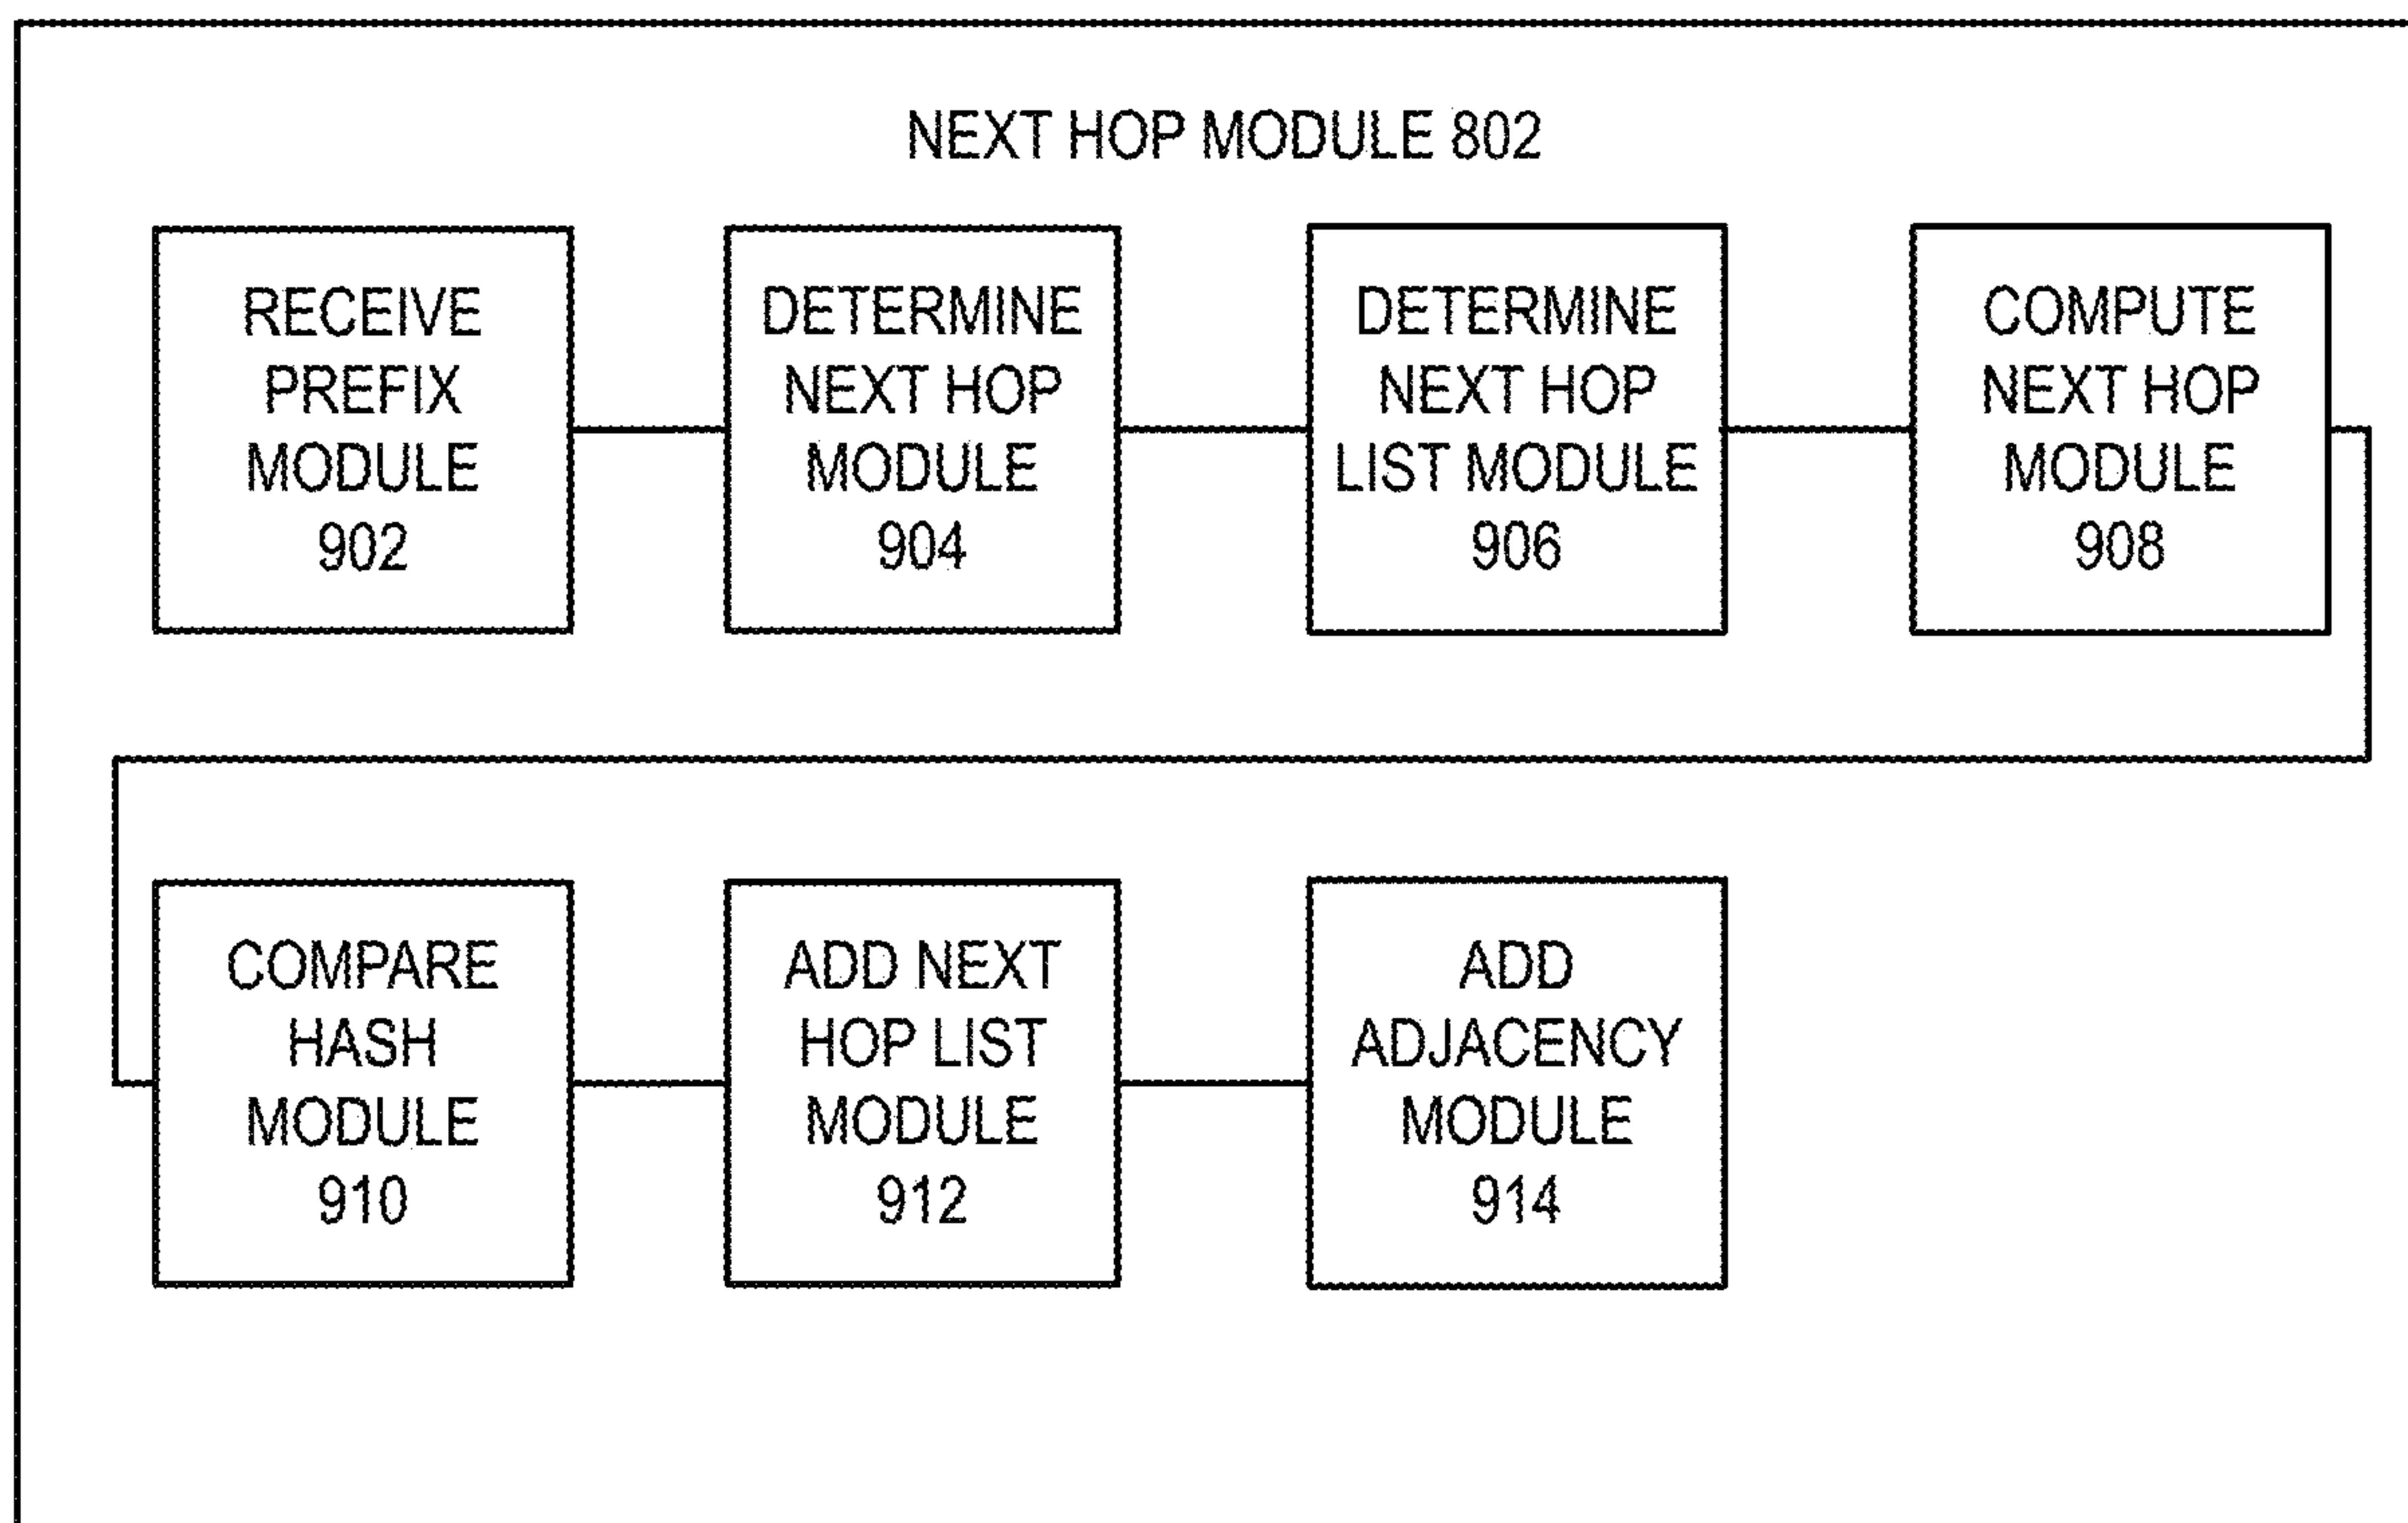 NEXT HOP MODULE 802
RECEIVE
PREFIX
MODULE
902
DETERMINE
NEXT HOP
MODULE
904
DETERMINE
NEXT HOP
LIST MODULE
906
COMPUTE
NEXT HOP
MODULE
908
COMPARE
HASH
MODULE
910
ADD NEXT
HOP LIST
MODULE
912
ADD
ADJACENCY
MODULE
914